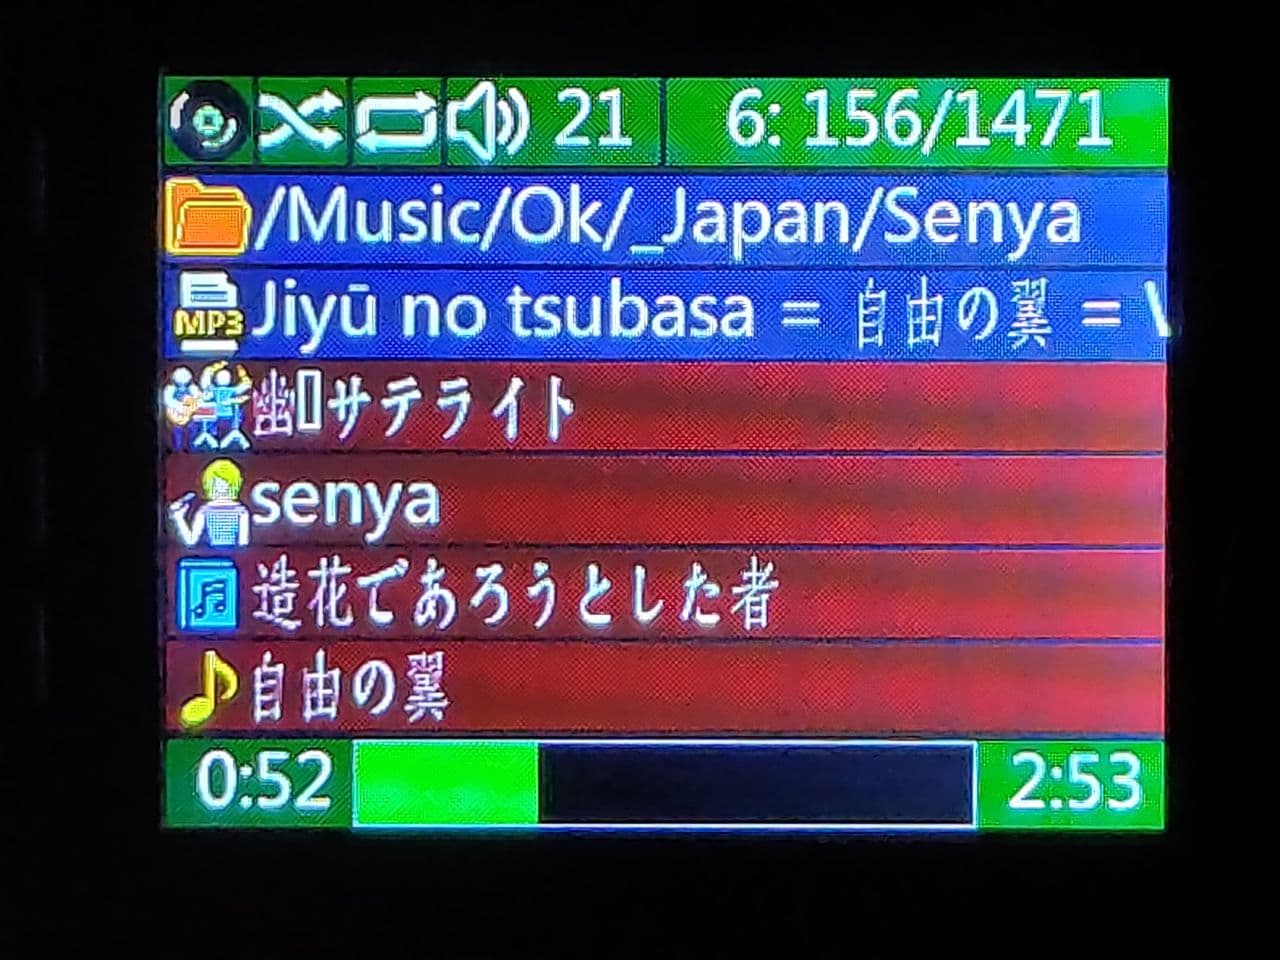 21 6: 156/1471
/Music/Ok/_Japan/Senya
MP3 Jiyū no tsubasa = 自由の翼 =
幽▯サテライト
senya
造花であろうとした者
自由の翼
0:52 2:53